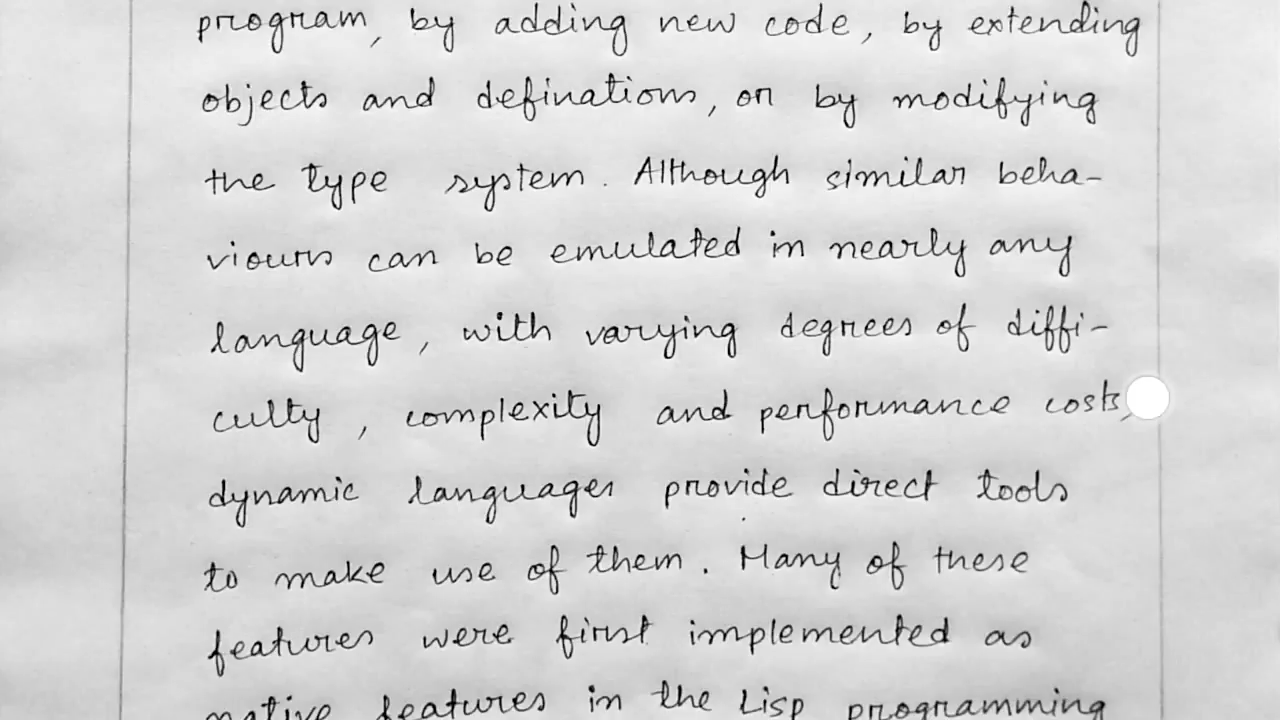 program, by adding new code, by extending
objects and definations, or by modifying
the type system. Although similar beha-
viours can be emulated in nearly any
language, with varying degrees of diffi-
culty, complexity and performance costs,
dynamic languages provide direct tools
to make use of them. Many of these
features were first implemented as
native features in the Lisp programming